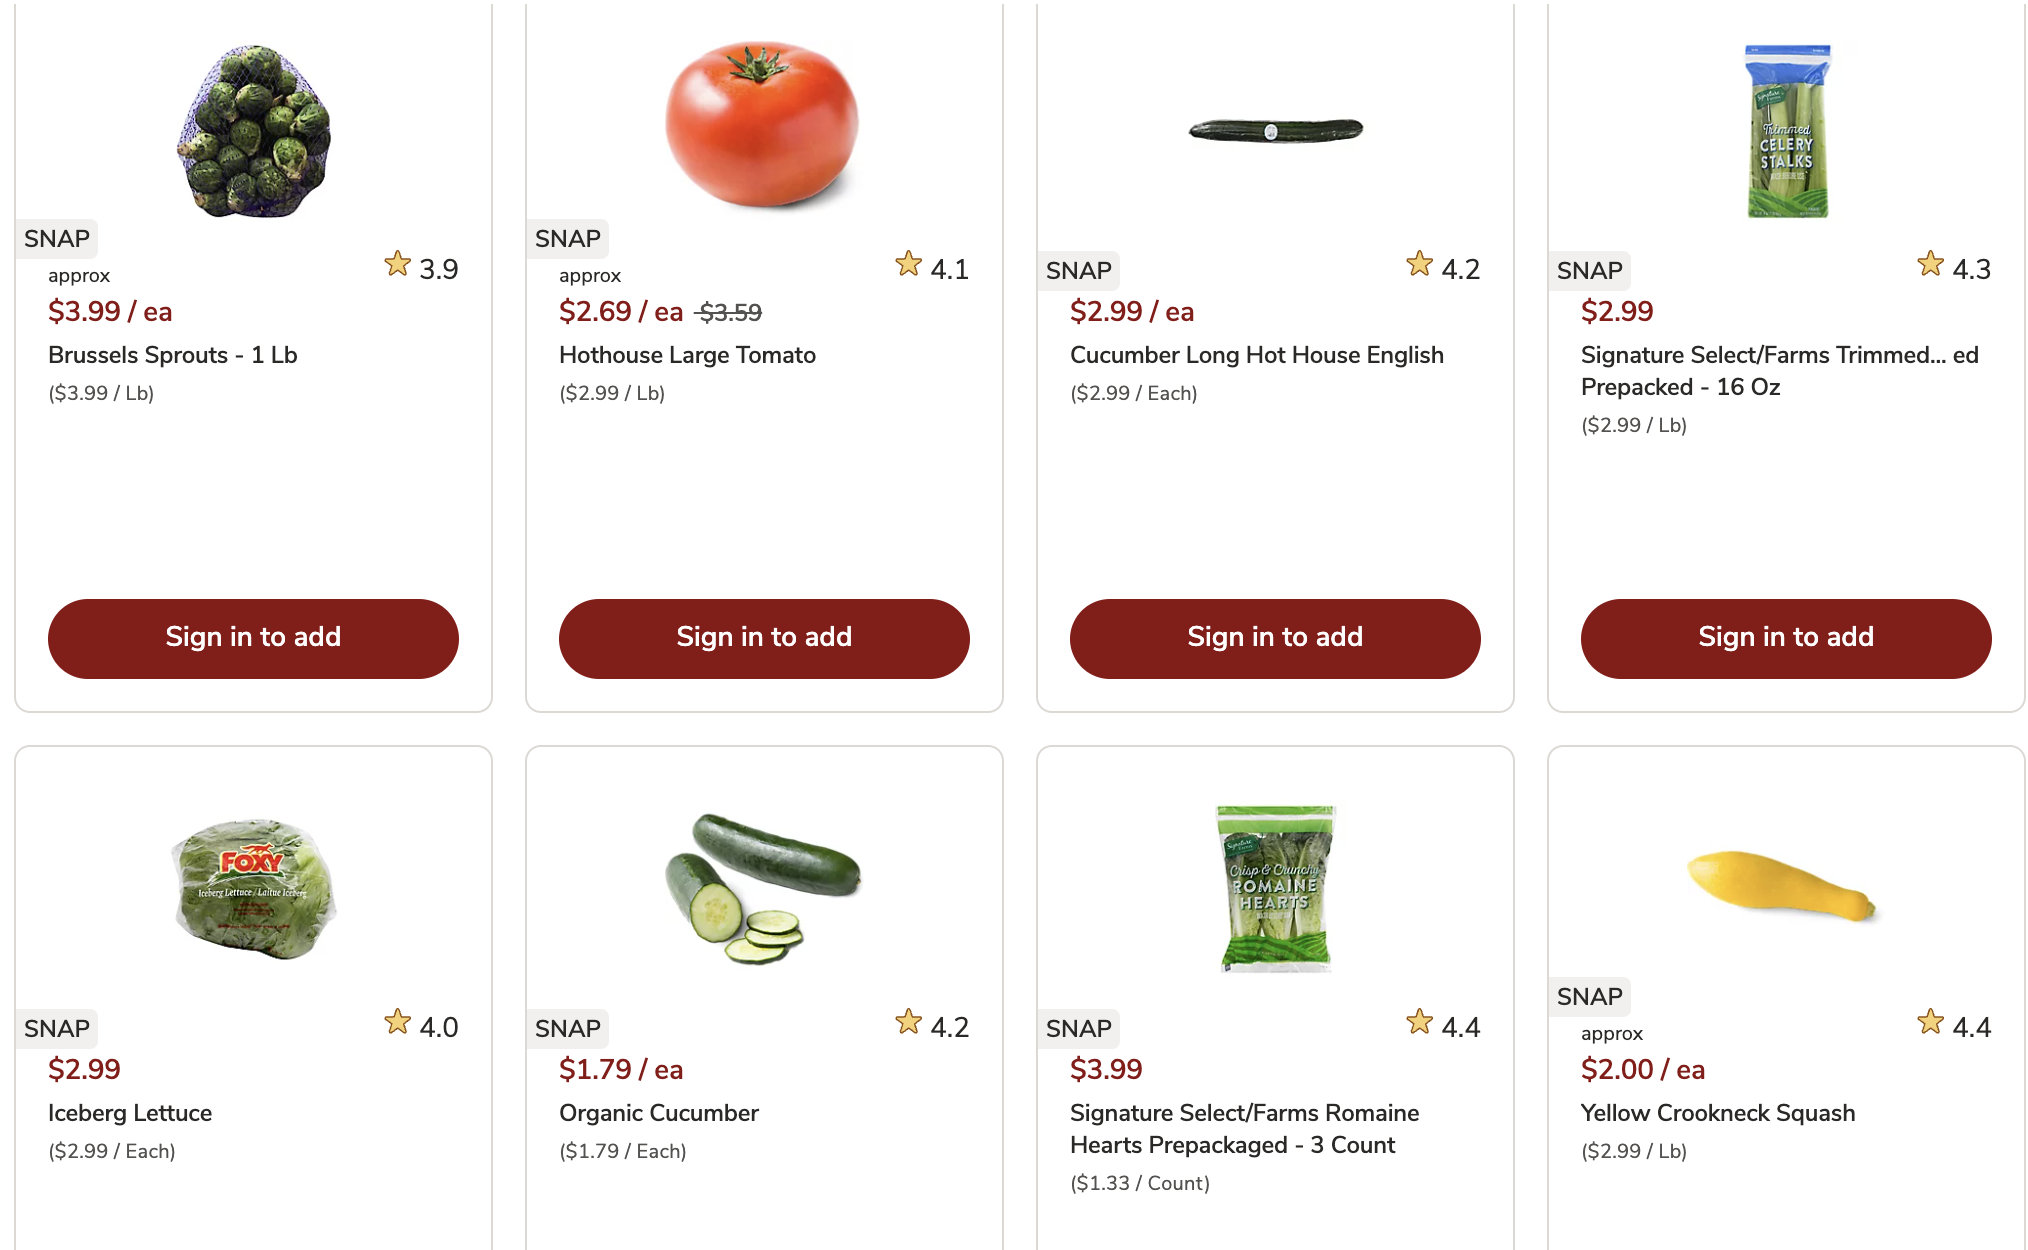 SNAP
approx
3.9
$3.99 / ea
Brussels Sprouts - 1 Lb
($3.99 / Lb)
Sign in to add
SNAP
approx
4.1
$2.69 / ea $3.59
Hothouse Large Tomato
($2.99 / Lb)
Sign in to add
SNAP
4.2
$2.99 / ea
Cucumber Long Hot House English
($2.99 / Each)
Sign in to add
Signature
Farms
Trimmed
CELERY
STALKS
SNAP
4.3
$2.99
Signature Select/Farms Trimmed... ed
Prepacked - 16 Oz
($2.99 / Lb)
Sign in to add
FOXY
Iceberg Lettuce / Laitue Iceberg
SNAP
4.0
$2.99
Iceberg Lettuce
($2.99 / Each)
SNAP
4.2
$1.79 / ea
Organic Cucumber
($1.79 / Each)
Signature
Farms
Crisp & Crunchy
ROMAINE
HEARTS
SNAP
4.4
$3.99
Signature Select/Farms Romaine
Hearts Prepackaged - 3 Count
($1.33 / Count)
SNAP
approx
4.4
$2.00 / ea
Yellow Crookneck Squash
($2.99 / Lb)